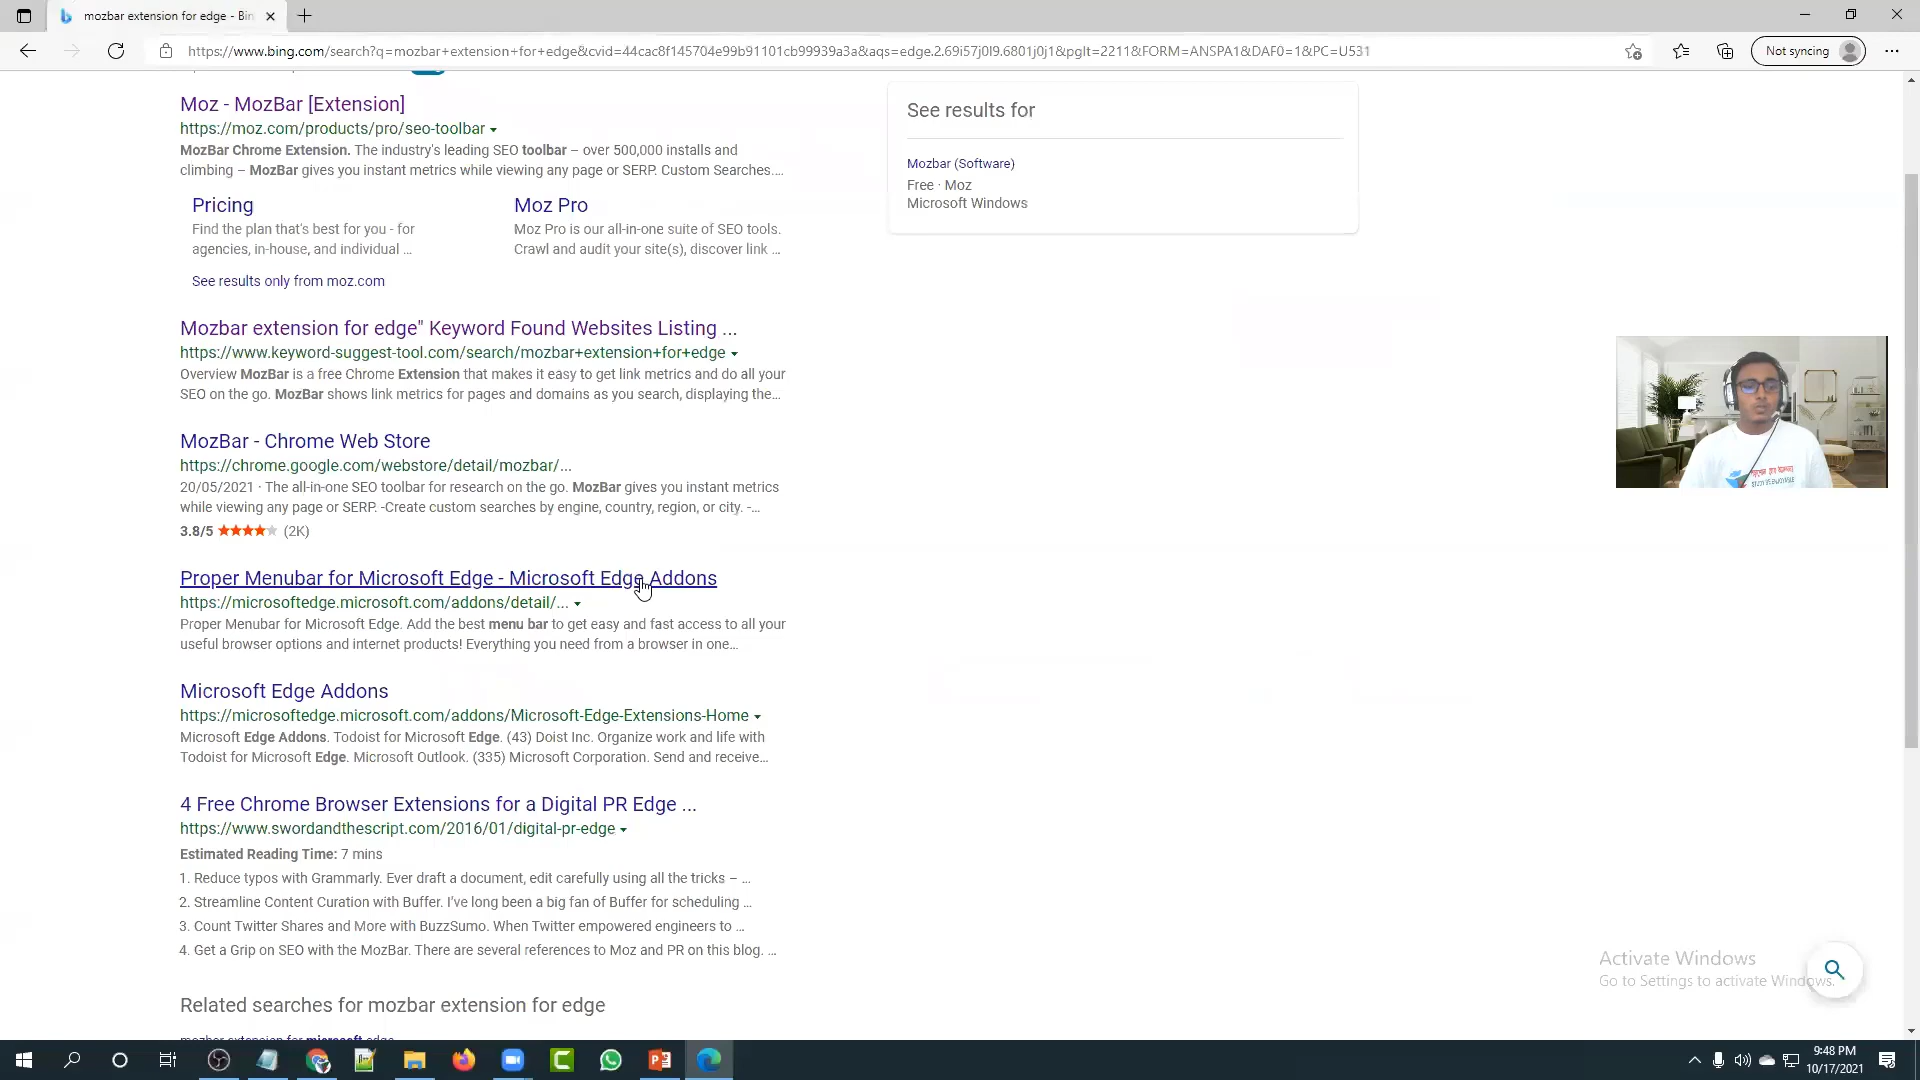 mozbar extension for edge - Bin
https://www.bing.com/search?q=mozbar+extension+for+edge&cvid=44cac8f145704e99b91101cb99939a3a&aqs=edge.2.69i57j0l9.6801j0j1&pglt=2211&FORM=ANSPA1&DAF0=1&PC=U531
Not syncing
Moz - MozBar [Extension]
https://moz.com/products/pro/seo-toolbar
MozBar Chrome Extension. The industry's leading SEO toolbar – over 500,000 installs and
climbing – MozBar gives you instant metrics while viewing any page or SERP. Custom Searches....
Pricing
Find the plan that's best for you - for
agencies, in-house, and individual ...
Moz Pro
Moz Pro is our all-in-one suite of SEO tools.
Crawl and audit your site(s), discover link ...
See results only from moz.com
See results for
Mozbar (Software)
Free · Moz
Microsoft Windows
Mozbar extension for edge" Keyword Found Websites Listing ...
https://www.keyword-suggest-tool.com/search/mozbar+extension+for+edge
Overview MozBar is a free Chrome Extension that makes it easy to get link metrics and do all your
SEO on the go. MozBar shows link metrics for pages and domains as you search, displaying the...
MozBar - Chrome Web Store
https://chrome.google.com/webstore/detail/mozbar/...
20/05/2021 · The all-in-one SEO toolbar for research on the go. MozBar gives you instant metrics
while viewing any page or SERP. -Create custom searches by engine, country, region, or city. -...
3.8/5 (2K)
Proper Menubar for Microsoft Edge - Microsoft Edge Addons
https://microsoftedge.microsoft.com/addons/detail/...
Proper Menubar for Microsoft Edge. Add the best menu bar to get easy and fast access to all your
useful browser options and internet products! Everything you need from a browser in one...
Microsoft Edge Addons
https://microsoftedge.microsoft.com/addons/Microsoft-Edge-Extensions-Home
Microsoft Edge Addons. Todoist for Microsoft Edge. (43) Doist Inc. Organize work and life with
Todoist for Microsoft Edge. Microsoft Outlook. (335) Microsoft Corporation. Send and receive...
4 Free Chrome Browser Extensions for a Digital PR Edge ...
https://www.swordandthescript.com/2016/01/digital-pr-edge
Estimated Reading Time: 7 mins
1. Reduce typos with Grammarly. Ever draft a document, edit carefully using all the tricks – ...
2. Streamline Content Curation with Buffer. I've long been a big fan of Buffer for scheduling ...
3. Count Twitter Shares and More with BuzzSumo. When Twitter empowered engineers to ...
4. Get a Grip on SEO with the MozBar. There are several references to Moz and PR on this blog. ...
Related searches for mozbar extension for edge
mozbar extension for microsoft edge
Activate Windows
Go to Settings to activate Windows.
9:48 PM
10/17/2021